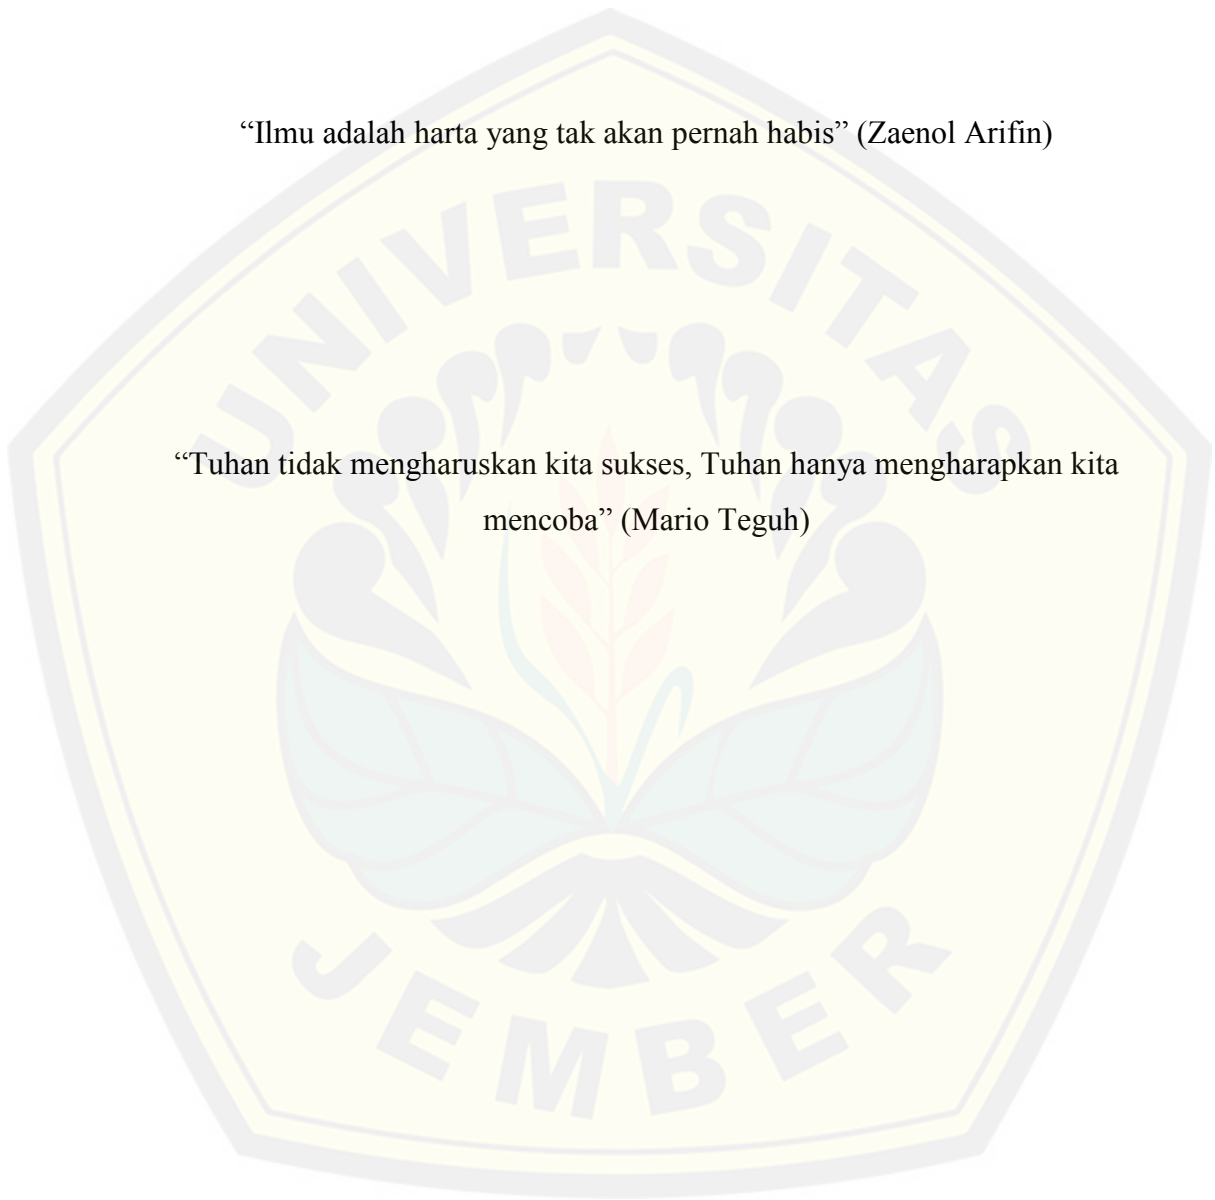 “Ilmu adalah harta yang tak akan pernah habis” (Zaenol Arifin)
UNIVERSITAS
“Tuhan tidak mengharuskan kita sukses, Tuhan hanya mengharapkan kita
mencoba” (Mario Teguh)
JEMBER